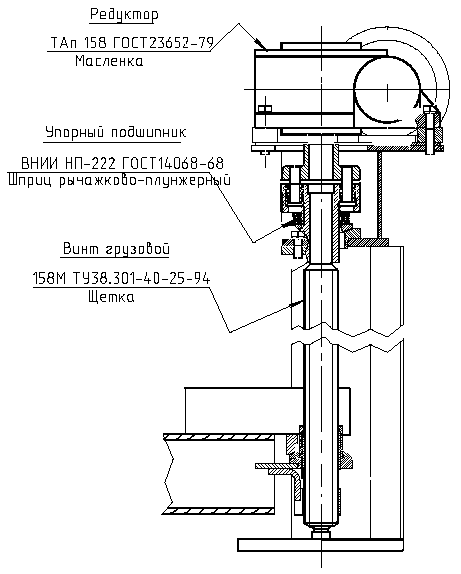 Редуктор
ТАп 158 ГОСТ23652-79
Масленка
Упорный подшипник
ВНИИ НП-222 ГОСТ14068-68
Шприц рычажково-плунжерный
Винт грузовой
158М ТУ38.301-40-25-94
Щетка